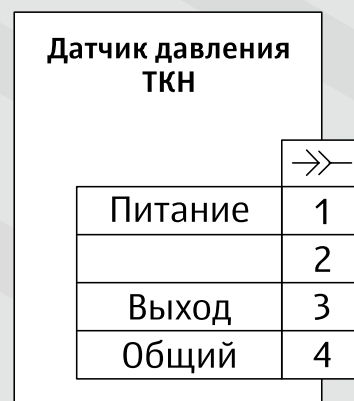 Датчик давления
ТКН
Питание 1
2
Выход 3
Общий 4